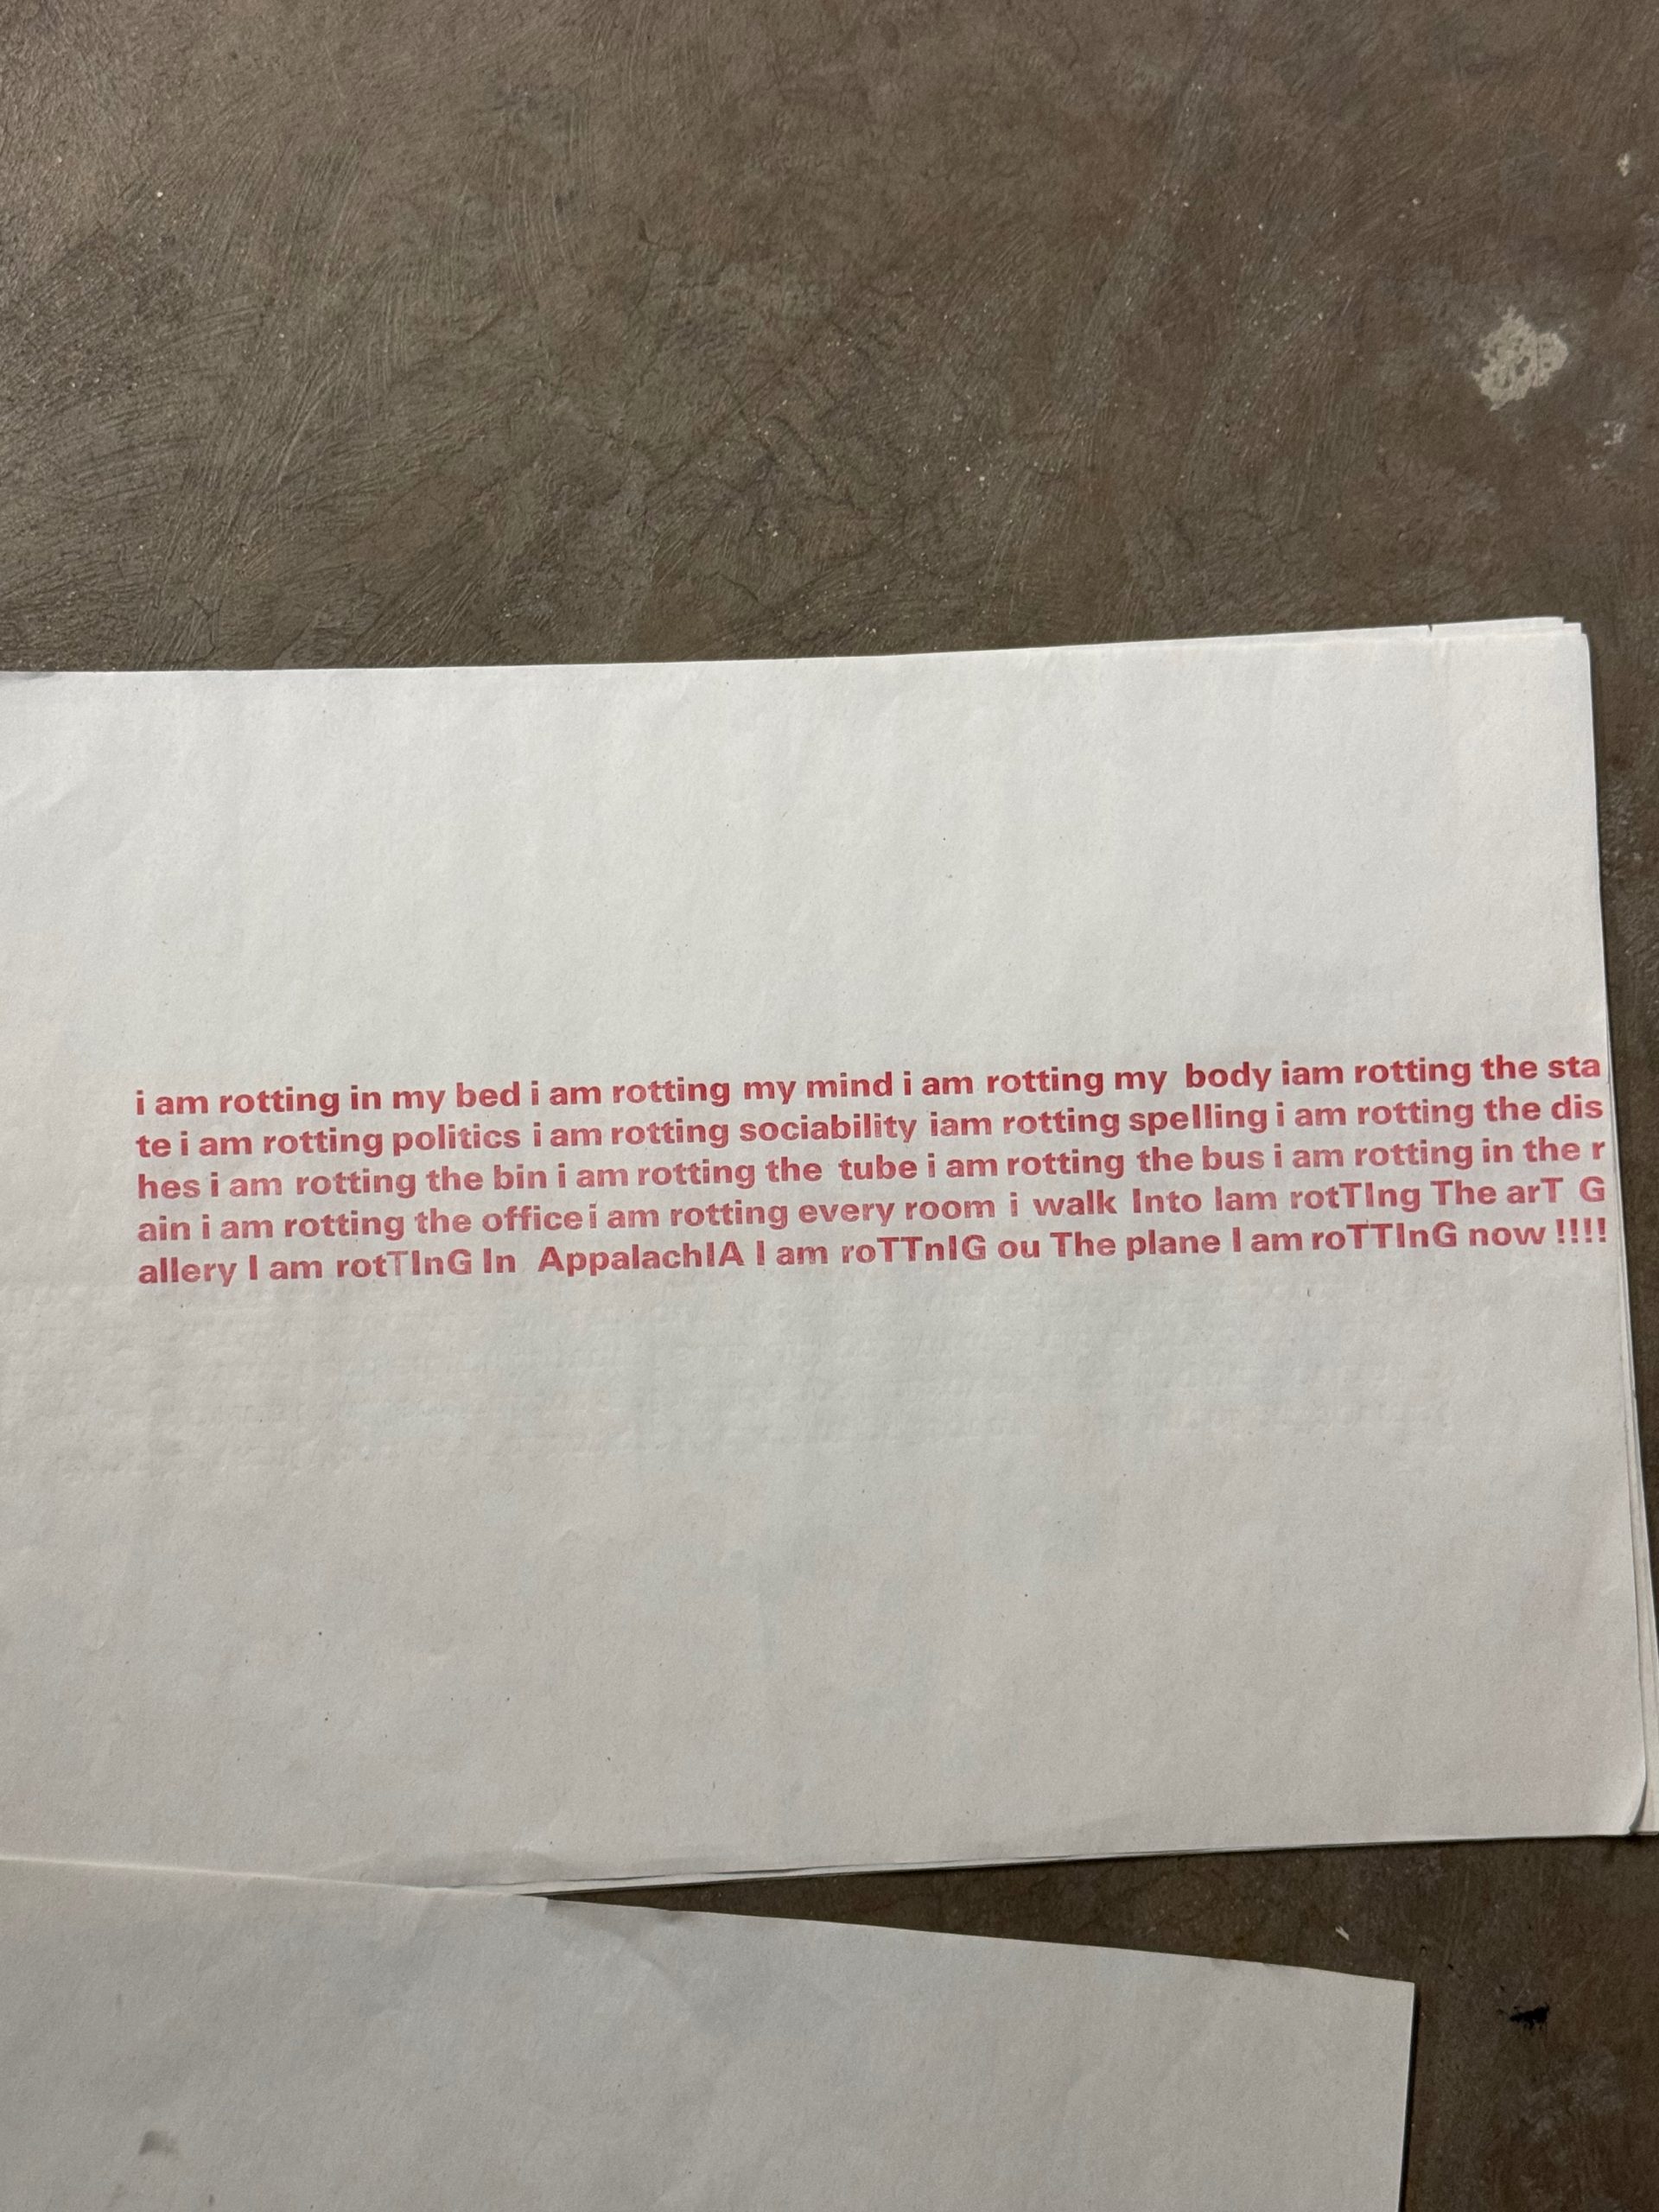 i am rotting in my bed i am rotting my mind i am rotting my body iam rotting the sta
te i am rotting politics i am rotting sociability iam rotting spelling i am rotting the dis
hes i am rotting the bin i am rotting the tube i am rotting the bus i am rotting in the r
ain i am rotting the office i am rotting every room i walk Into Iam rotTIng The arT G
allery I am rotTInG In AppalachIA I am roTTnIG ou The plane I am roTTInG now !!!!